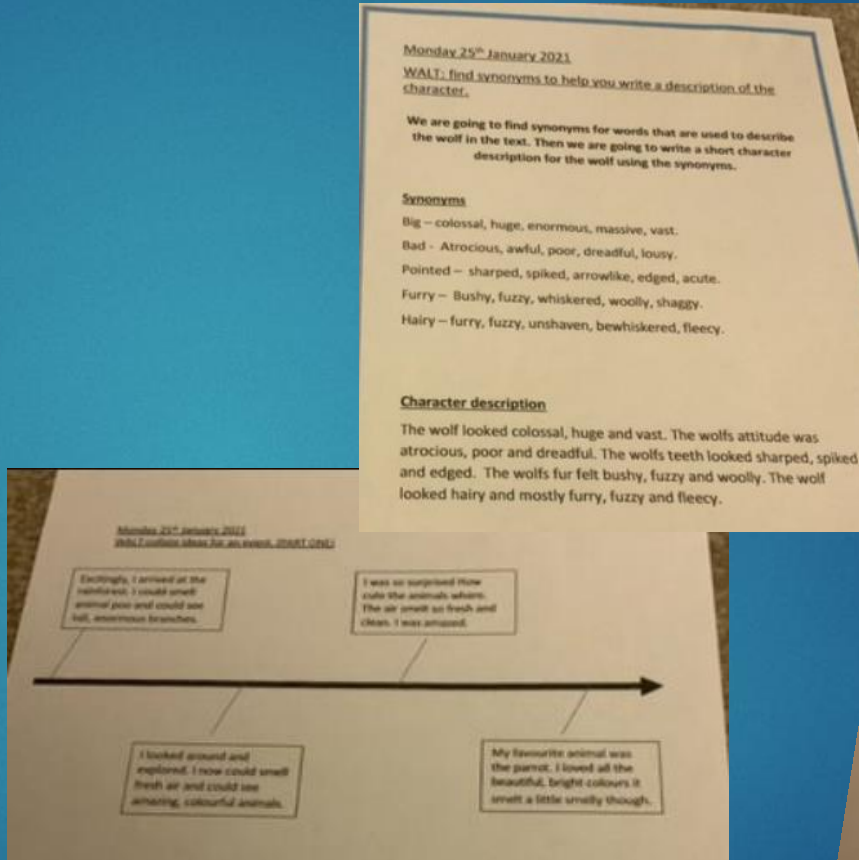 Monday 25th January 2021
WALT: find synonyms to help you write a description of the
character.
We are going to find synonyms for words that are used to describe
the wolf in the text. Then we are going to write a short character
description for the wolf using the synonyms.
Synonyms
Big – colossal, huge, enormous, massive, vast.
Bad - Atrocious, awful, poor, dreadful, lousy.
Pointed – sharped, spiked, arrowlike, edged, acute.
Furry – Bushy, fuzzy, whiskered, woolly, shaggy.
Hairy – furry, fuzzy, unshaven, bewhiskered, fleecy.
Character description
The wolf looked colossal, huge and vast. The wolfs attitude was
atrocious, poor and dreadful. The wolfs teeth looked sharped, spiked
and edged. The wolfs fur felt bushy, fuzzy and woolly. The wolf
looked hairy and mostly furry, fuzzy and fleecy.
Monday 25th January 2021
WALT collate ideas for an event. (PART ONE)
Excitingly, I arrived at the
rainforest. I could smell
animal poo and could see
tall, enormous branches.
I was so surprised How
cute the animals where.
The air smelt so fresh and
clean. I was amazed.
I looked around and
explored. I now could smell
fresh air and could see
amazing, colourful animals.
My favourite animal was
the parrot. I loved all the
beautiful, bright colours it
smelt a little smelly though.